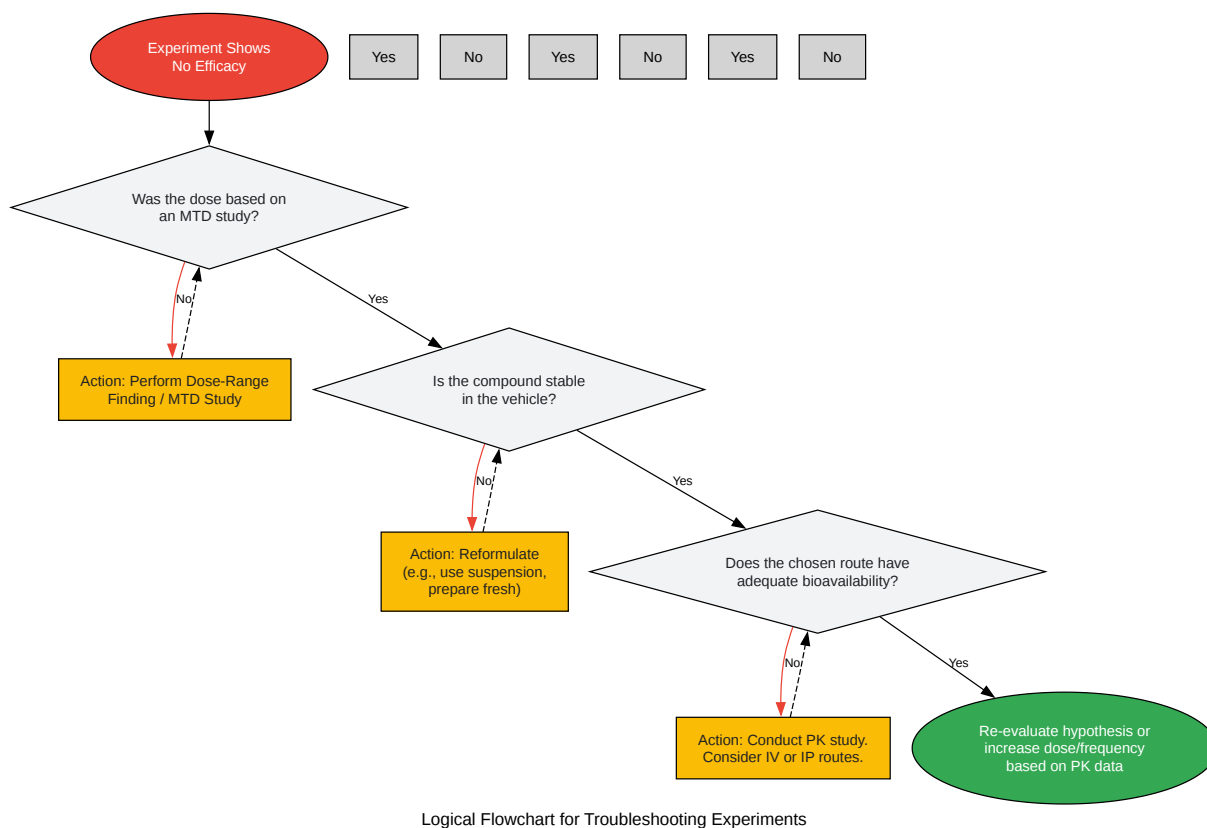 Experiment Shows
No Efficacy
Yes
No
Yes
No
Yes
No
Was the dose based on
an MTD study?
No
Yes
Action: Perform Dose-Range
Finding / MTD Study
Is the compound stable
in the vehicle?
No
Yes
Action: Reformulate
(e.g., use suspension,
prepare fresh)
Does the chosen route have
adequate bioavailability?
No
Yes
Action: Conduct PK study.
Consider IV or IP routes.
Re-evaluate hypothesis or
increase dose/frequency
based on PK data
Logical Flowchart for Troubleshooting Experiments